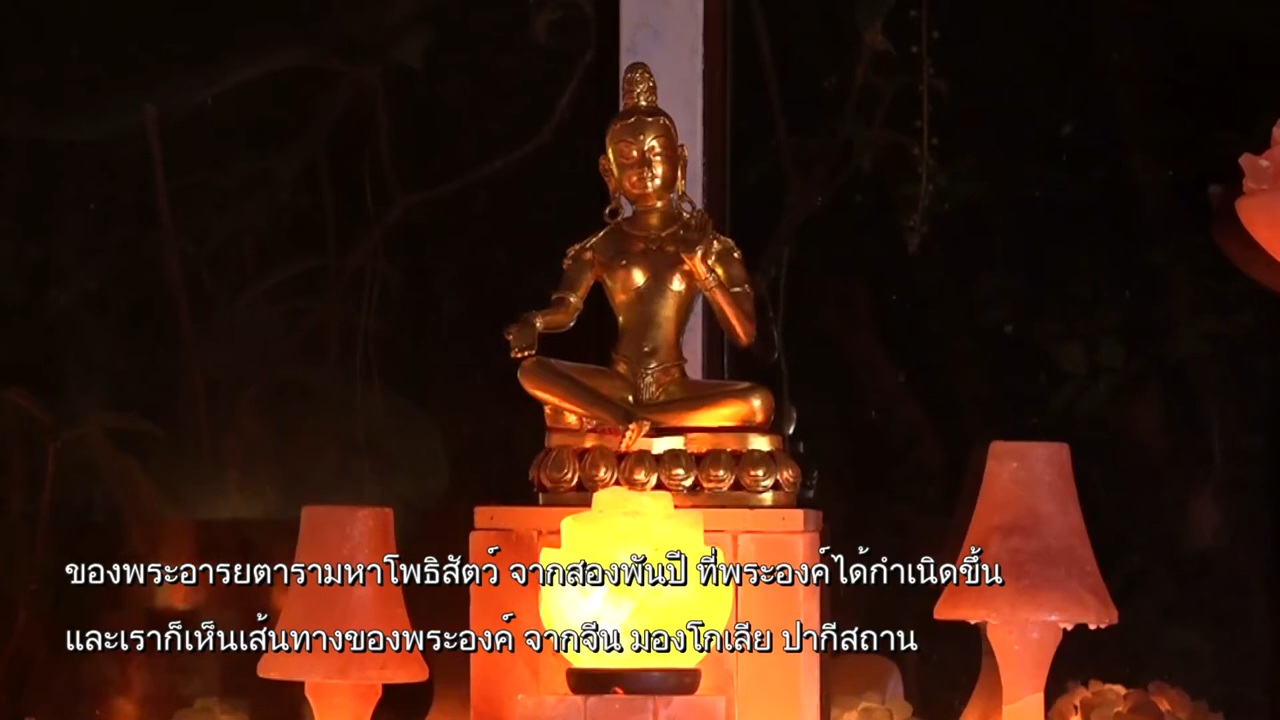 ของพระอารยตารามหาโพธิสัตว์ จากสองพันปี ที่พระองค์ได้กำเนิดขึ้น
และเราก็เห็นเส้นทางของพระองค์ จากจีน มองโกเลีย ปากีสถาน